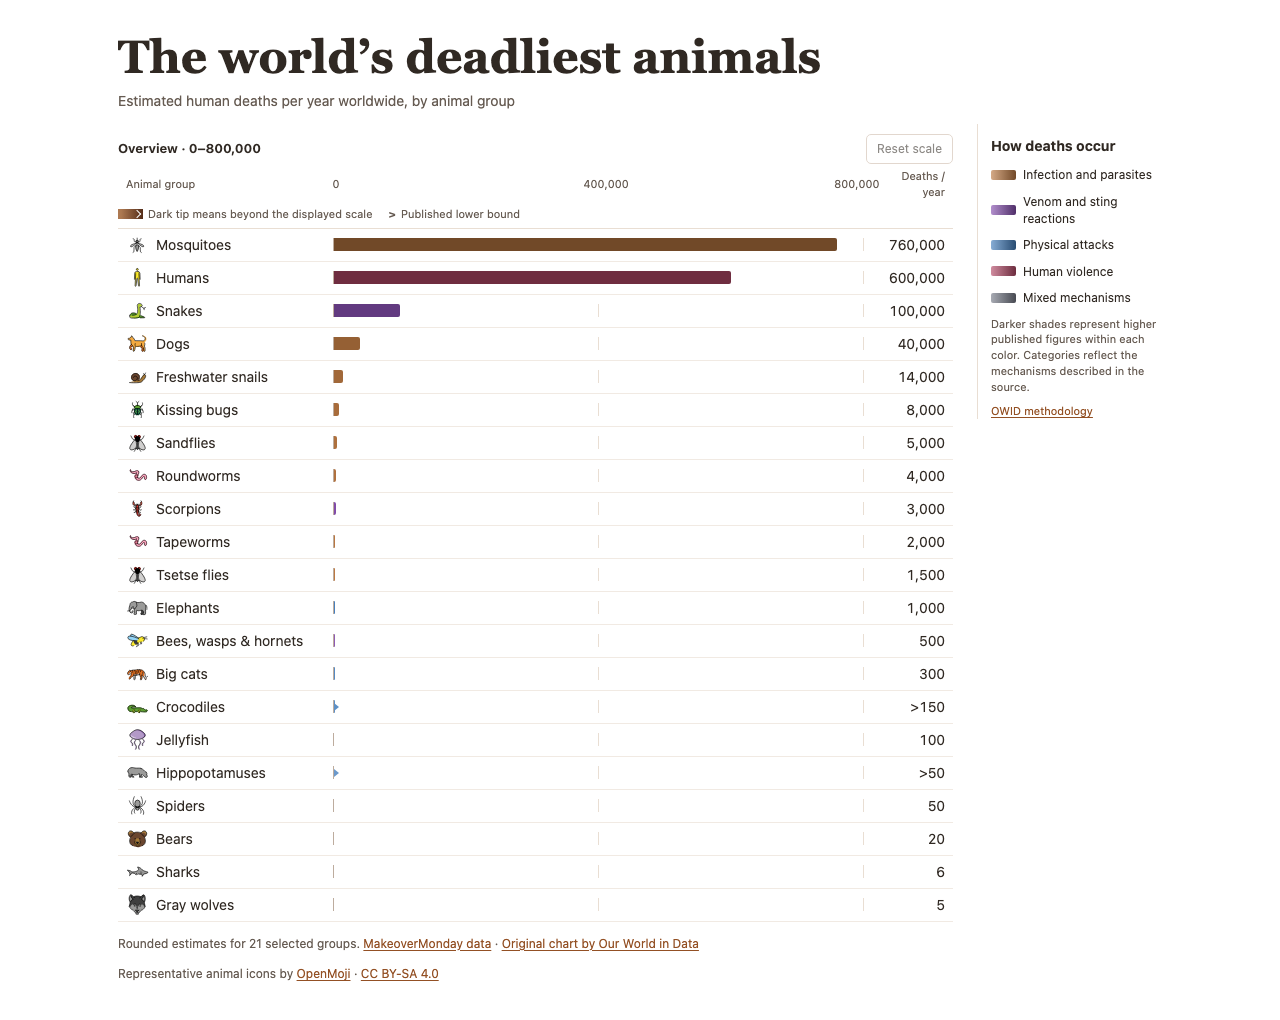 The world’s deadliest animals
Estimated human deaths per year worldwide, by animal group
Overview · 0–800,000
Reset scale
Animal group 0 400,000 800,000 Deaths /
year
Dark tip means beyond the displayed scale > Published lower bound
Mosquitoes 760,000
Humans 600,000
Snakes 100,000
Dogs 40,000
Freshwater snails 14,000
Kissing bugs 8,000
Sandflies 5,000
Roundworms 4,000
Scorpions 3,000
Tapeworms 2,000
Tsetse flies 1,500
Elephants 1,000
Bees, wasps & hornets 500
Big cats 300
Crocodiles >150
Jellyfish 100
Hippopotamuses >50
Spiders 50
Bears 20
Sharks 6
Gray wolves 5
Rounded estimates for 21 selected groups. MakeoverMonday data · Original chart by Our World in Data
Representative animal icons by OpenMoji · CC BY-SA 4.0
How deaths occur
Infection and parasites
Venom and sting
reactions
Physical attacks
Human violence
Mixed mechanisms
Darker shades represent higher
published figures within each
color. Categories reflect the
mechanisms described in the
source.
OWID methodology